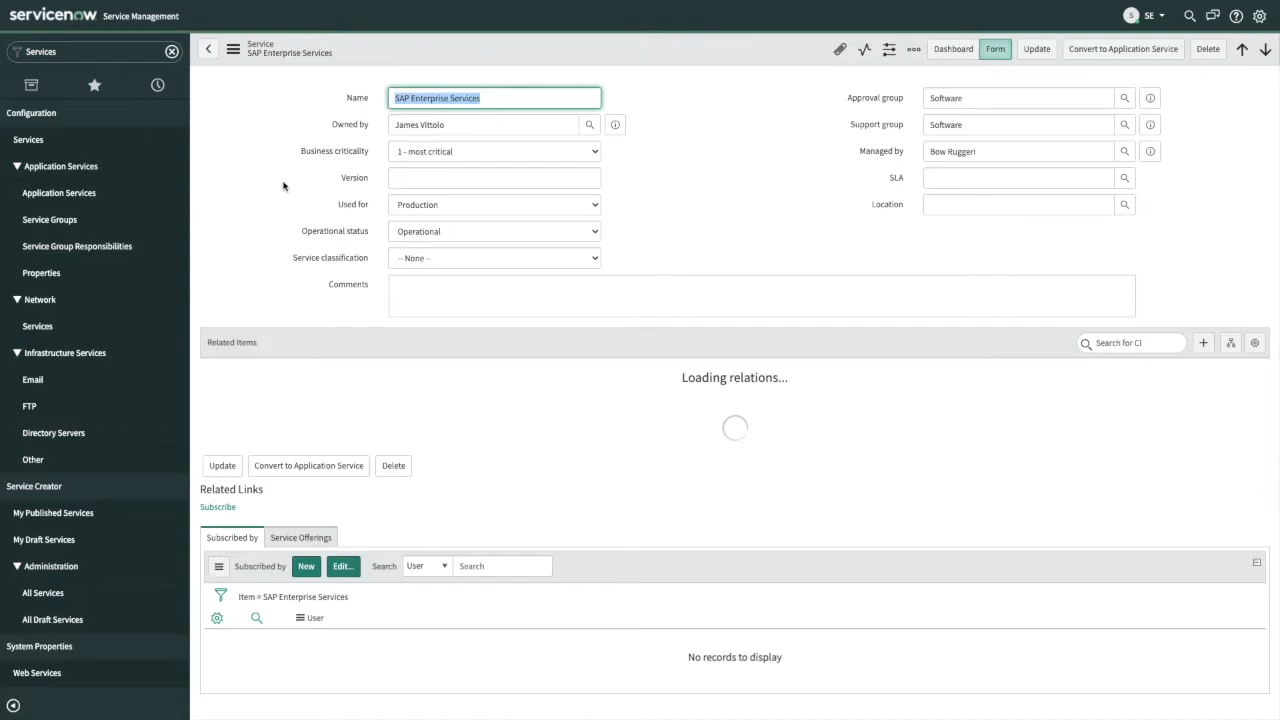 servicenow Service Management
S SE
Services
Configuration
Services
Application Services
Application Services
Service Groups
Service Group Responsibilities
Properties
Network
Services
Infrastructure Services
Email
FTP
Directory Servers
Other
Service Creator
My Published Services
My Draft Services
Administration
All Services
All Draft Services
System Properties
Web Services
Service
SAP Enterprise Services
Dashboard Form Update Convert to Application Service Delete
Name SAP Enterprise Services
Owned by James Vittolo
Business criticality 1 - most critical
Version
Used for Production
Operational status Operational
Service classification -- None --
Comments
Approval group Software
Support group Software
Managed by Bow Ruggeri
SLA
Location
Related Items Search for CI
Loading relations...
Update Convert to Application Service Delete
Related Links
Subscribe
Subscribed by Service Offerings
Subscribed by New Edit... Search User Search
Item = SAP Enterprise Services
User
No records to display